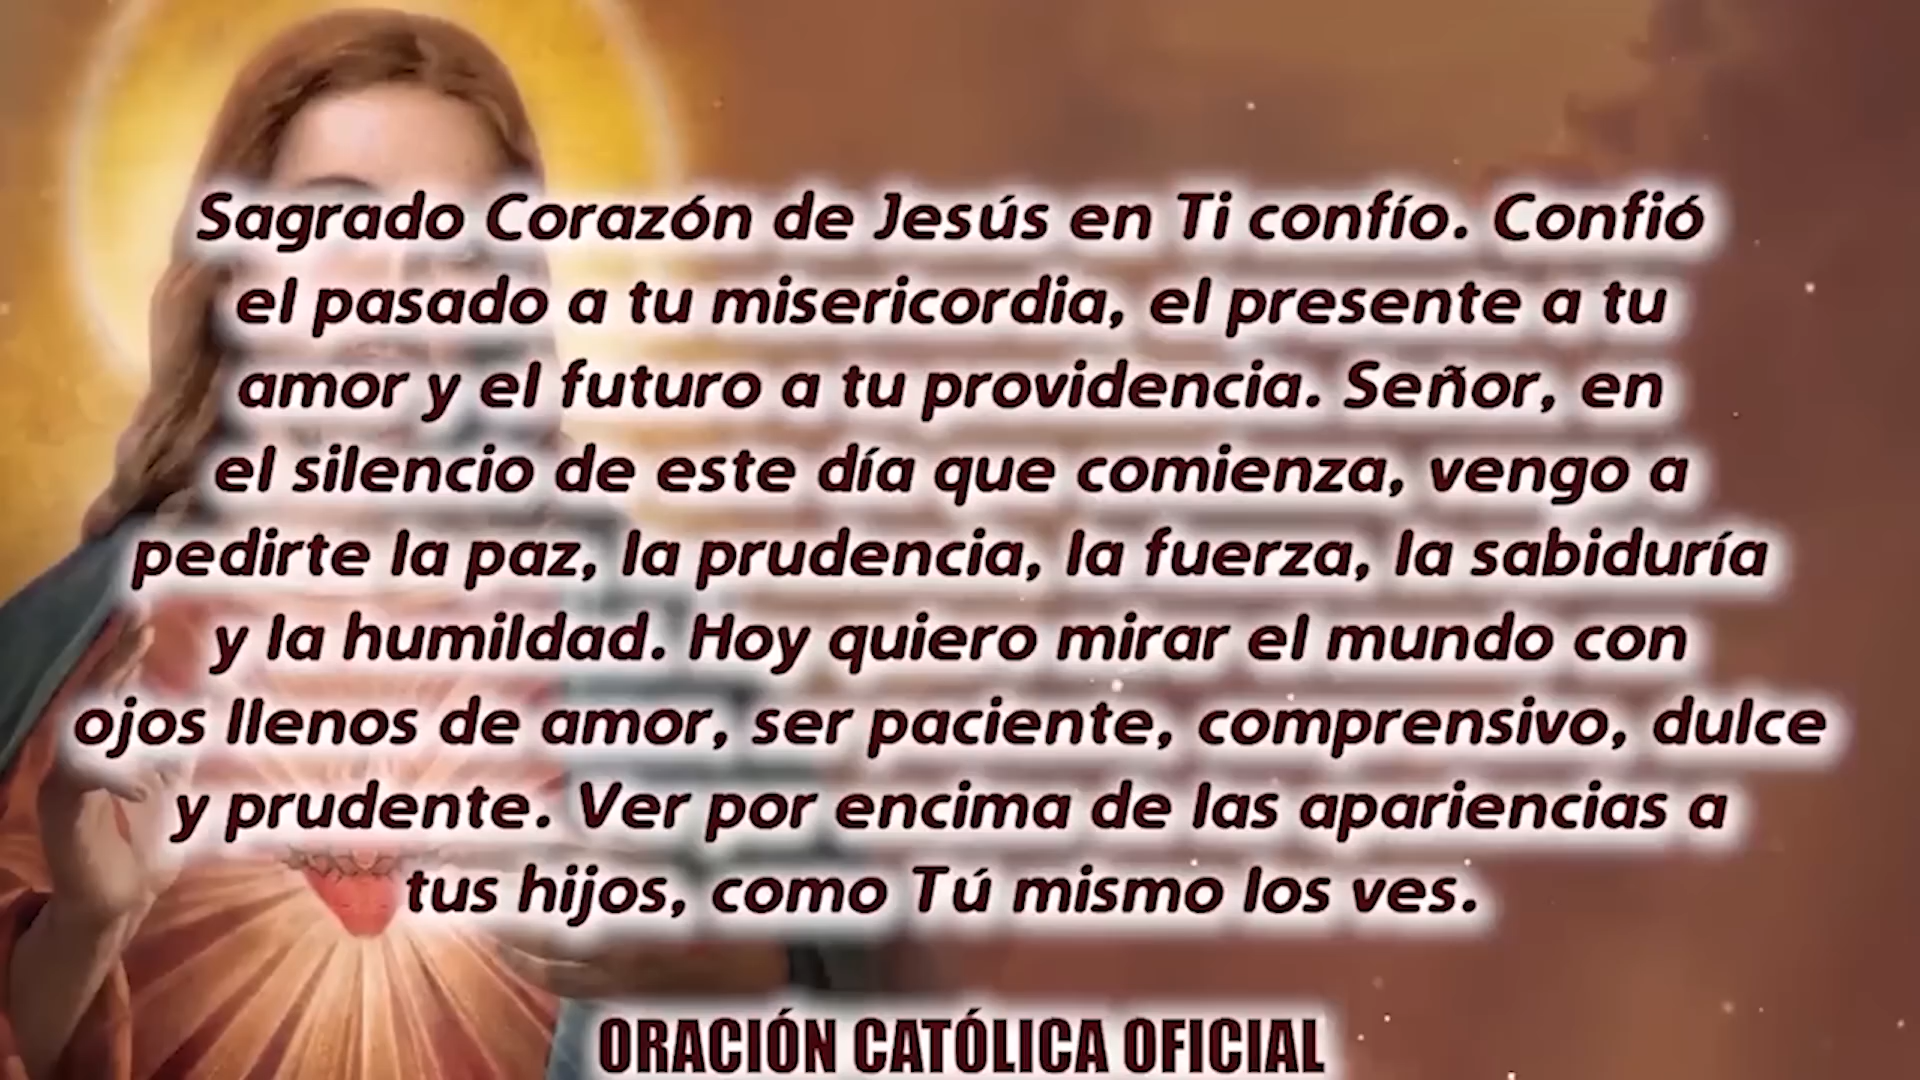 Sagrado Corazón de Jesús en Ti confío. Confió
el pasado a tu misericordia, el presente a tu
amor y el futuro a tu providencia. Señor, en
el silencio de este día que comienza, vengo a
pedirte la paz, la prudencia, la fuerza, la sabiduría
y la humildad. Hoy quiero mirar el mundo con
ojos llenos de amor, ser paciente, comprensivo, dulce
y prudente. Ver por encima de las apariencias a
tus hijos, como Tú mismo los ves.
ORACIÓN CATÓLICA OFICIAL